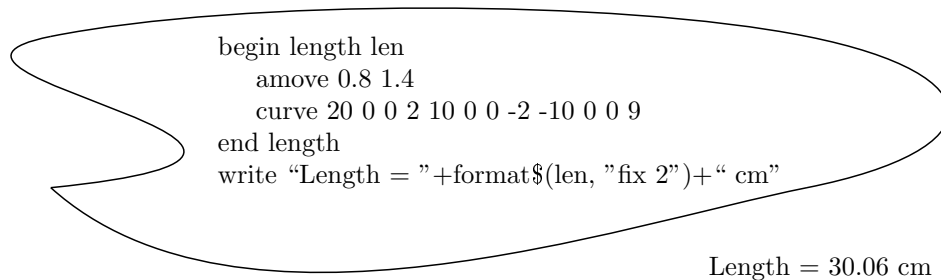 begin length len
amove 0.8 1.4
curve 20 0 0 2 10 0 0 -2 -10 0 0 9
end length
write “Length = ”+format$(len, ”fix 2”)+“ cm”
Length = 30.06 cm